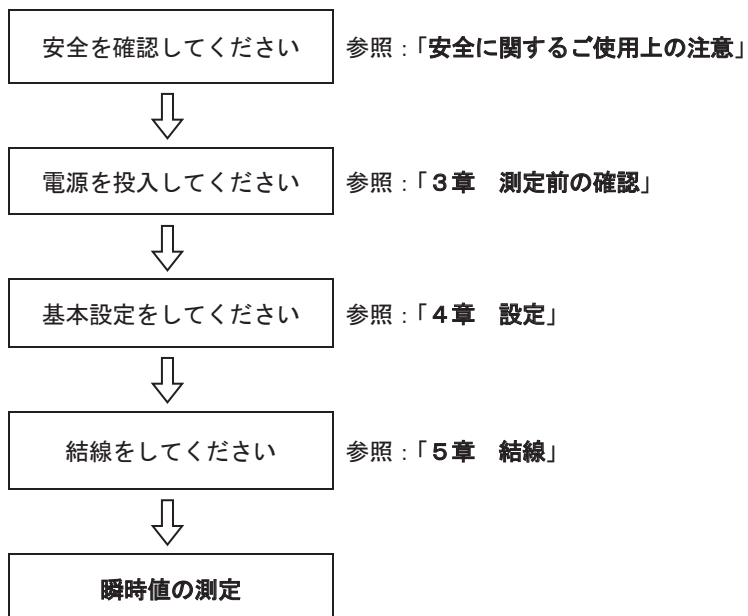 安全を確認してください 参照：「安全に関するご使用上の注意」
電源を投入してください 参照：「３章　測定前の確認」
基本設定をしてください 参照：「４章　設定」
結線をしてください 参照：「５章　結線」
瞬時値の測定